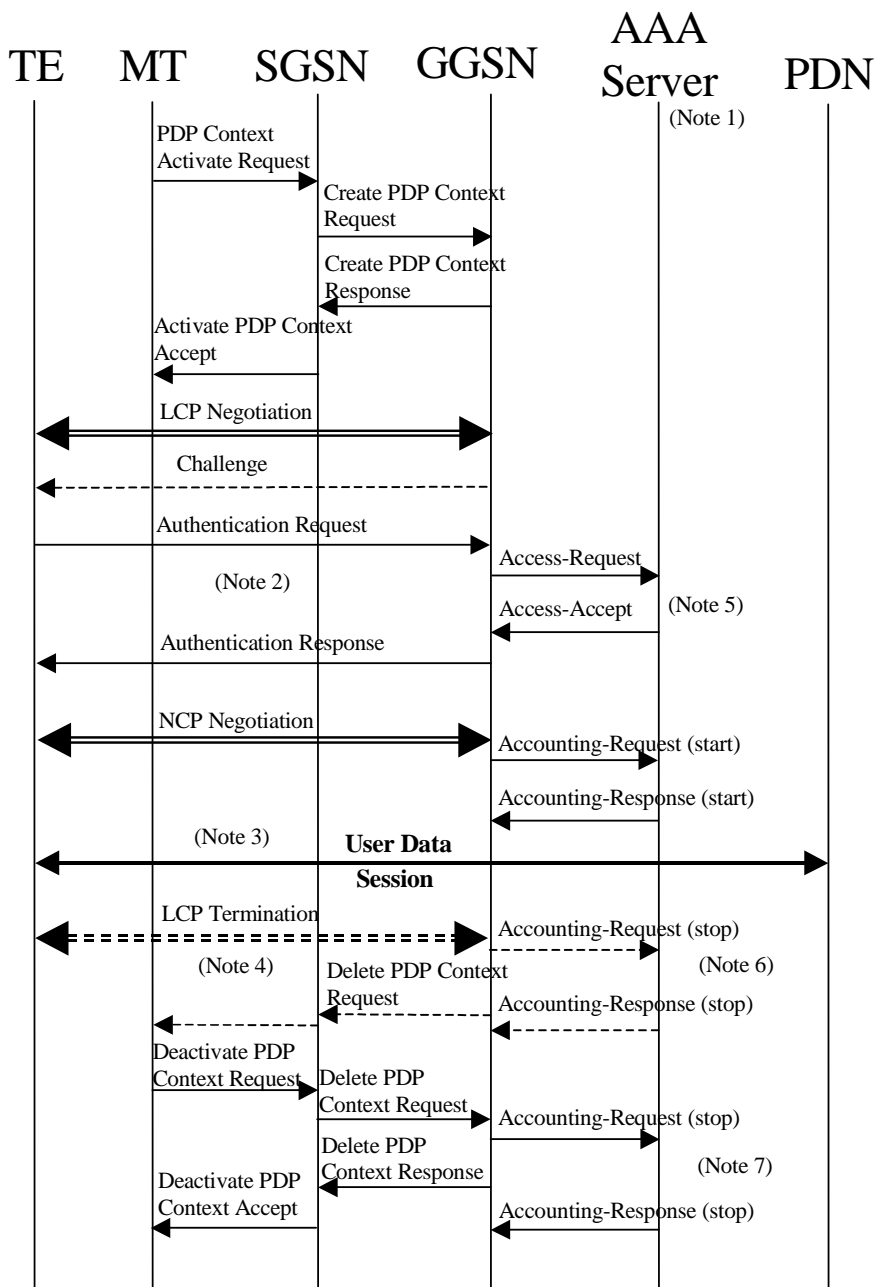 TE
MT
SGSN
GGSN
AAA
Server
PDN
(Note 1)
PDP Context
Activate Request
Create PDP Context
Request
Create PDP Context
Response
Activate PDP Context
Accept
LCP Negotiation
Challenge
Authentication Request
Access-Request
(Note 2)
Access-Accept
(Note 5)
Authentication Response
NCP Negotiation
Accounting-Request (start)
Accounting-Response (start)
(Note 3)
User Data
Session
LCP Termination
Accounting-Request (stop)
(Note 4)
Delete PDP Context
Request
(Note 6)
Accounting-Response (stop)
Deactivate PDP
Context Request
Delete PDP
Context Request
Accounting-Request (stop)
Delete PDP
Context Response
(Note 7)
Deactivate PDP
Context Accept
Accounting-Response (stop)